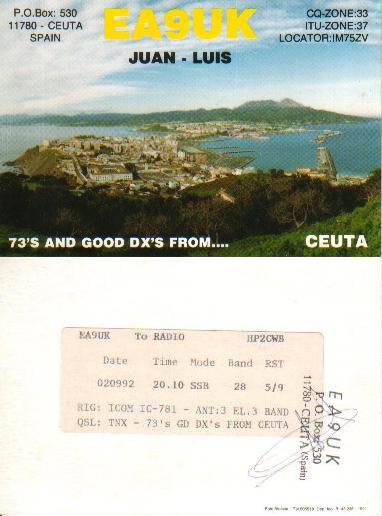 P.O.Box: 530
11780 - CEUTA
SPAIN
EA9UK
JUAN - LUIS
CQ-ZONE:33
ITU-ZONE:37
LOCATOR:IM75ZV
73'S AND GOOD DX'S FROM....
CEUTA
EA9UK To RADIO HP2CWB
Date Time Mode Band RST
020992 20.10 SSB 28 5/9
RIG: ICOM IC-781 - ANT:3 EL.3 BAND
QSL: TNX - 73's GD DX's FROM CEUTA
EA9UK
P. O. Box 530
11780 - CEUTA (Spain)